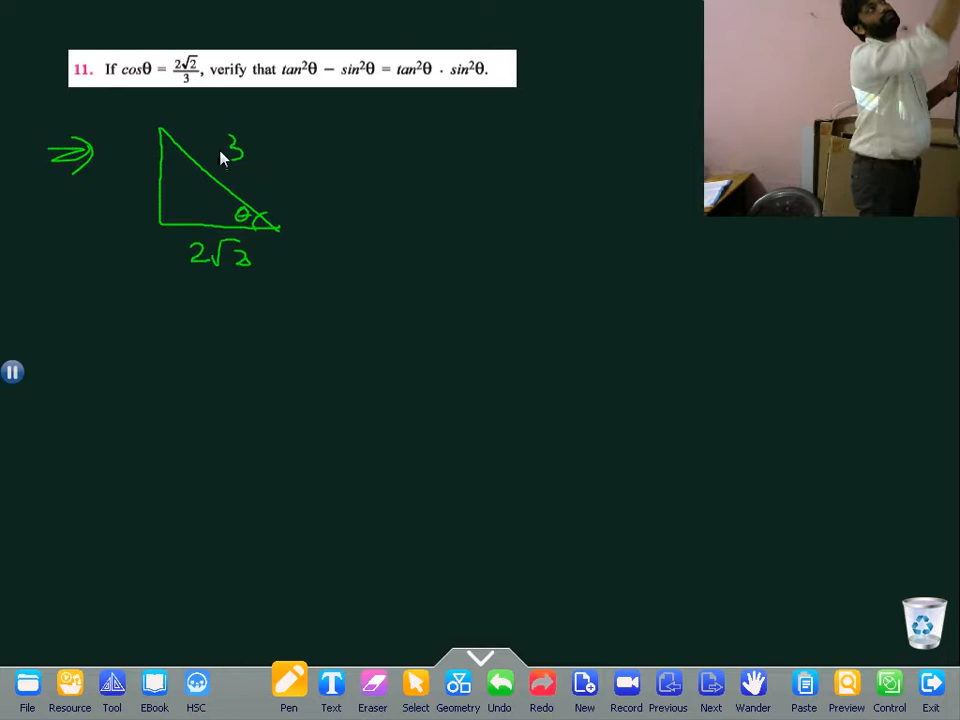 11. If cosθ = 2√2/3, verify that tan²θ − sin²θ = tan²θ · sin²θ.
⇒
3
θ
2√3
File Resource Tool EBook HSC Pen Text Eraser Select Geometry Undo Redo New Record Previous Next Wander Paste Preview Control Exit